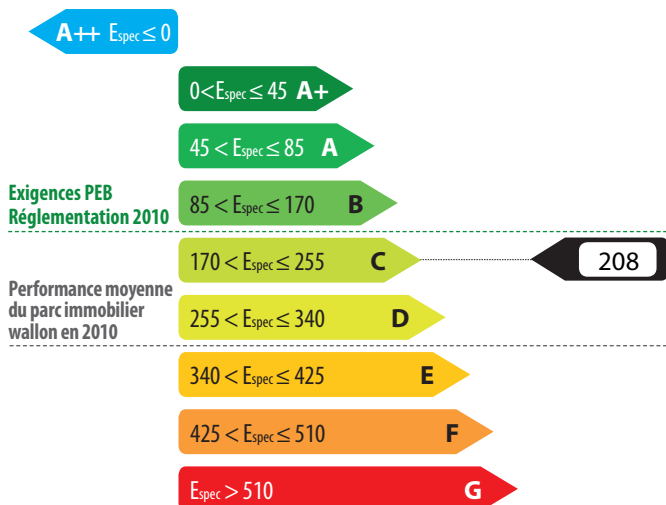 A++ Espec ≤ 0
0<Espec ≤ 45 A+
45 < Espec ≤ 85 A
Exigences PEB
Réglementation 2010
85 < Espec ≤ 170 B
170 < Espec ≤ 255 C
208
Performance moyenne
du parc immobilier
wallon en 2010
255 < Espec ≤ 340 D
340 < Espec ≤ 425 E
425 < Espec ≤ 510 F
Espec > 510 G